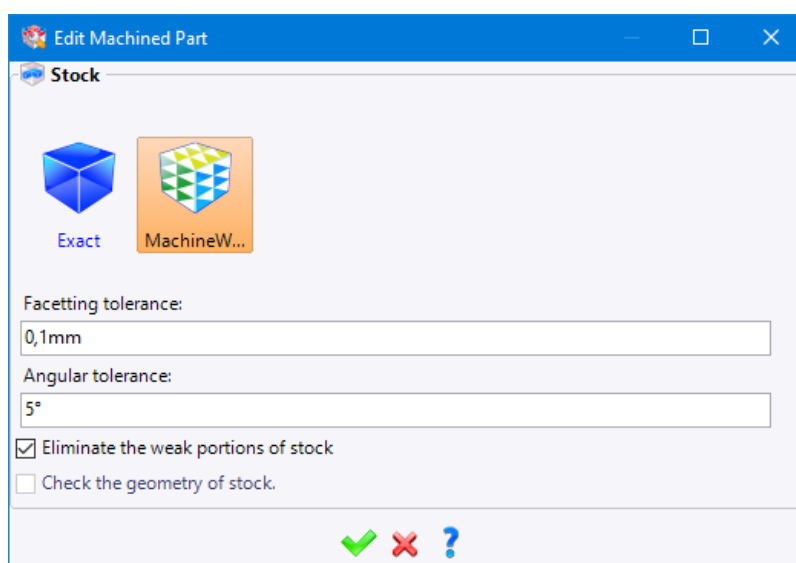 Edit Machined Part
Stock
Exact
MachineW...
Facetting tolerance:
0,1mm
Angular tolerance:
5°
Eliminate the weak portions of stock
Check the geometry of stock.